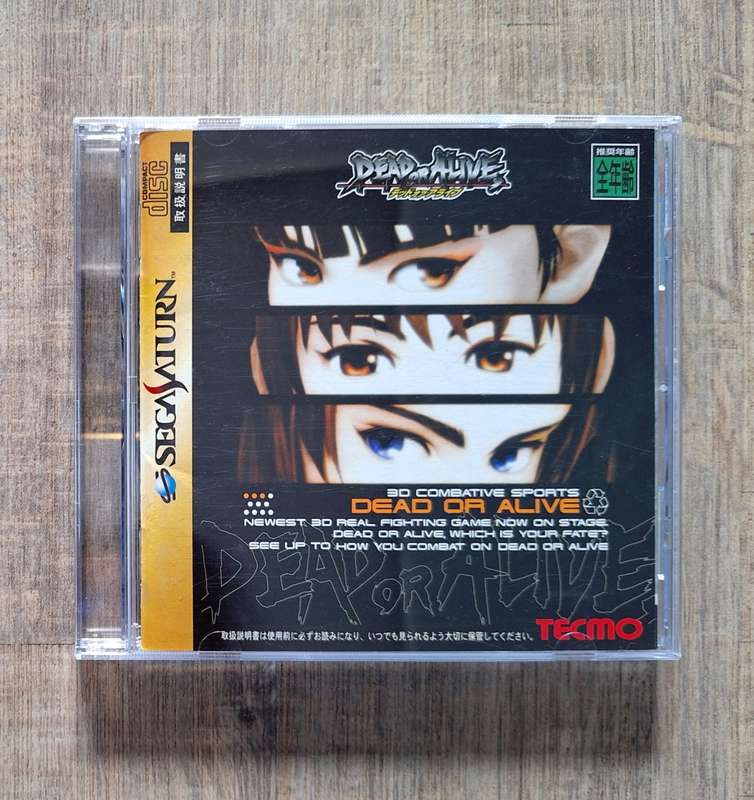 COMPACT
disc
取扱説明書
SEGA SATURN™
DEAD OR ALIVE
デッドオアアライブ
推奨年齢
全年齢
3D COMBATIVE SPORTS
DEAD OR ALIVE
NEWEST 3D REAL FIGHTING GAME NOW ON STAGE.
DEAD OR ALIVE, WHICH IS YOUR FATE?
SEE UP TO HOW YOU COMBAT ON DEAD OR ALIVE
DEAD OR ALIVE
TECMO
取扱説明書は使用前に必ずお読みになり、いつでも見られるよう大切に保管してください。